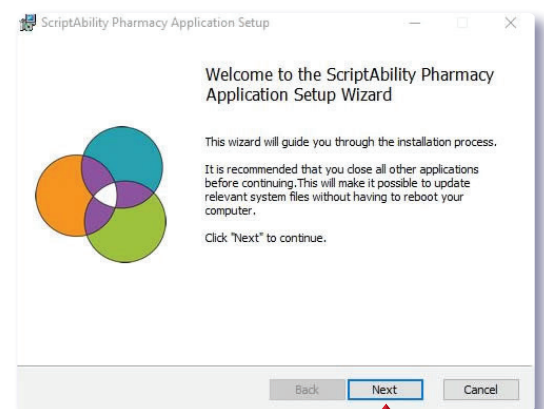 ScriptAbility Pharmacy Application Setup
Welcome to the ScriptAbility Pharmacy
Application Setup Wizard
This wizard will guide you through the installation process.
It is recommended that you close all other applications
before continuing.This will make it possible to update
relevant system files without having to reboot your
computer.
Click "Next" to continue.
Back Next Cancel